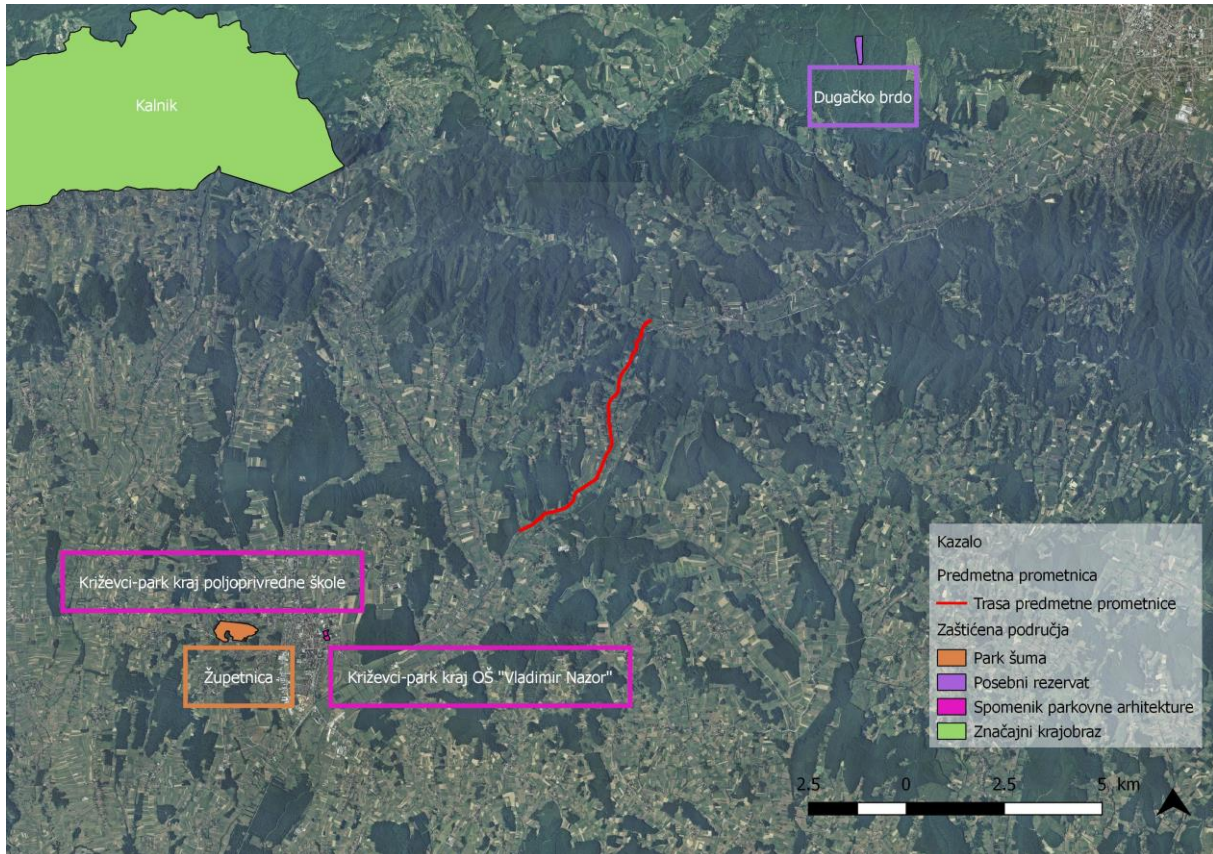 Kalnik
Dugačko brdo
Križevci-park kraj poljoprivredne škole
Župetnica
Križevci-park kraj OŠ "Vladimir Nazor"
Kazalo
Predmetna prometnica
Trasa predmetne prometnice
Zaštićena područja
Park šuma
Posebni rezervat
Spomenik parkovne arhitekture
Značajni krajobraz
2.5 0 2.5 5 km